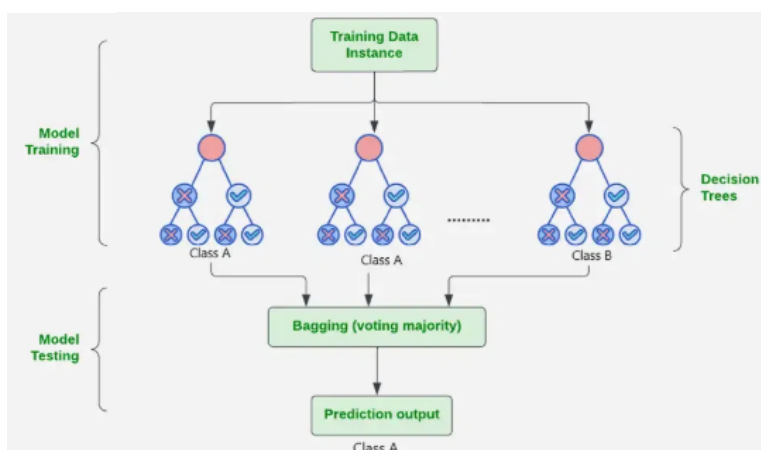 Training Data
Instance
Model
Training
Decision
Trees
.........
Class A
Class A
Class B
Bagging (voting majority)
Model
Testing
Prediction output
Class A